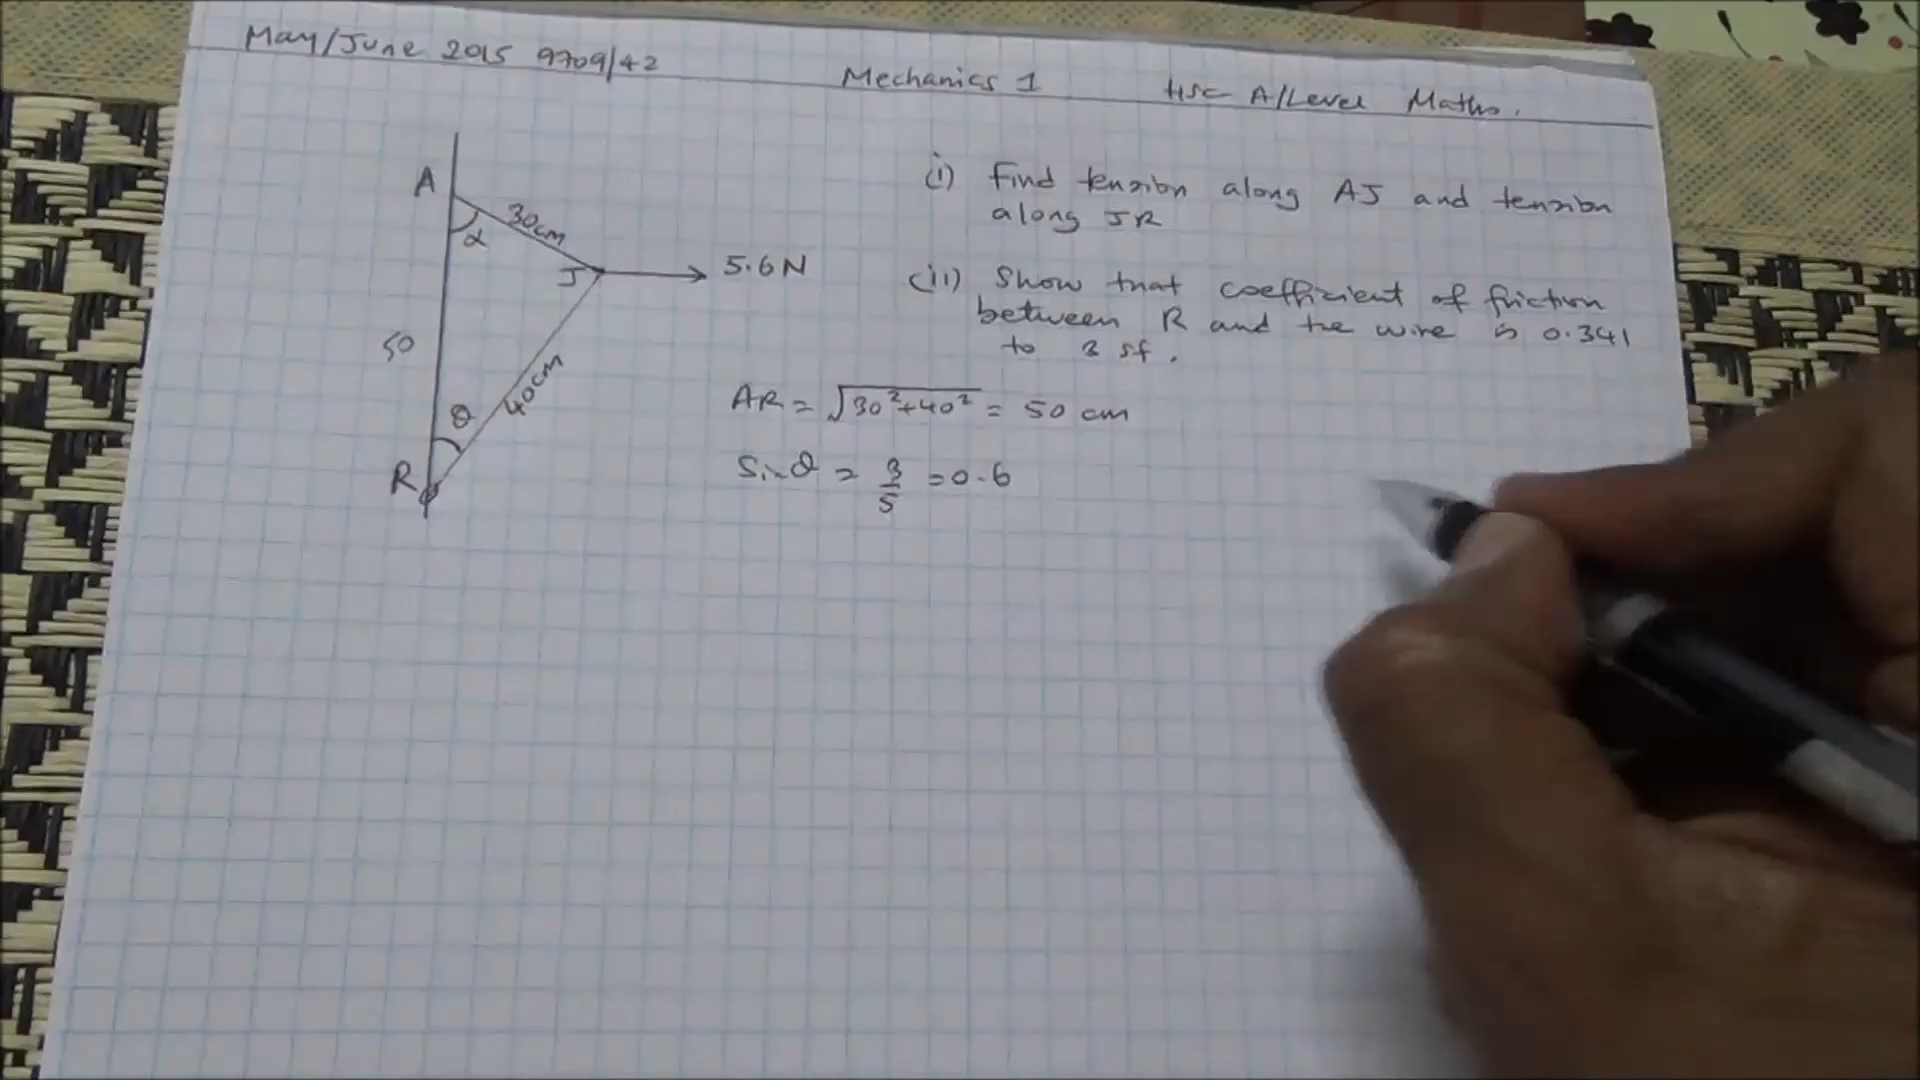 May/June 2015 9709/42
Mechanics 1
HSC A/Level Maths.
A
30cm
α
J
5.6N
50
40cm
θ
R
(i) Find tension along AJ and tension
along JR
(ii) Show that coefficient of friction
between R and the wire is 0.341
to 3 sf.
AR = √30²+40² = 50 cm
Sinθ = 3/5 = 0.6